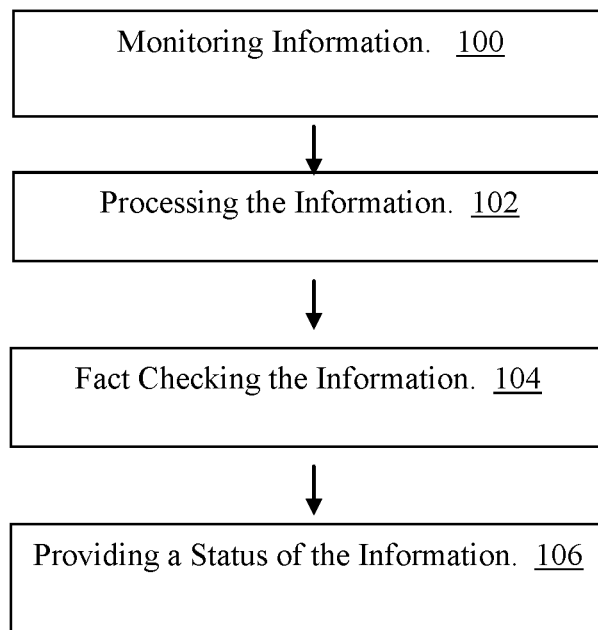 Monitoring Information. 100
Processing the Information. 102
Fact Checking the Information. 104
Providing a Status of the Information. 106